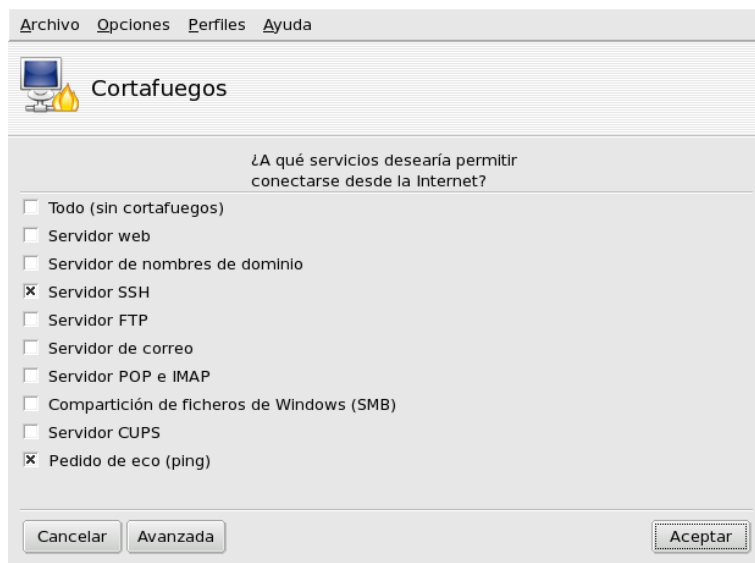 Archivo Opciones Perfiles Ayuda
Cortafuegos
¿A qué servicios desearía permitir
conectarse desde la Internet?
Todo (sin cortafuegos)
Servidor web
Servidor de nombres de dominio
Servidor SSH
Servidor FTP
Servidor de correo
Servidor POP e IMAP
Compartición de ficheros de Windows (SMB)
Servidor CUPS
Pedido de eco (ping)
Cancelar Avanzada Aceptar